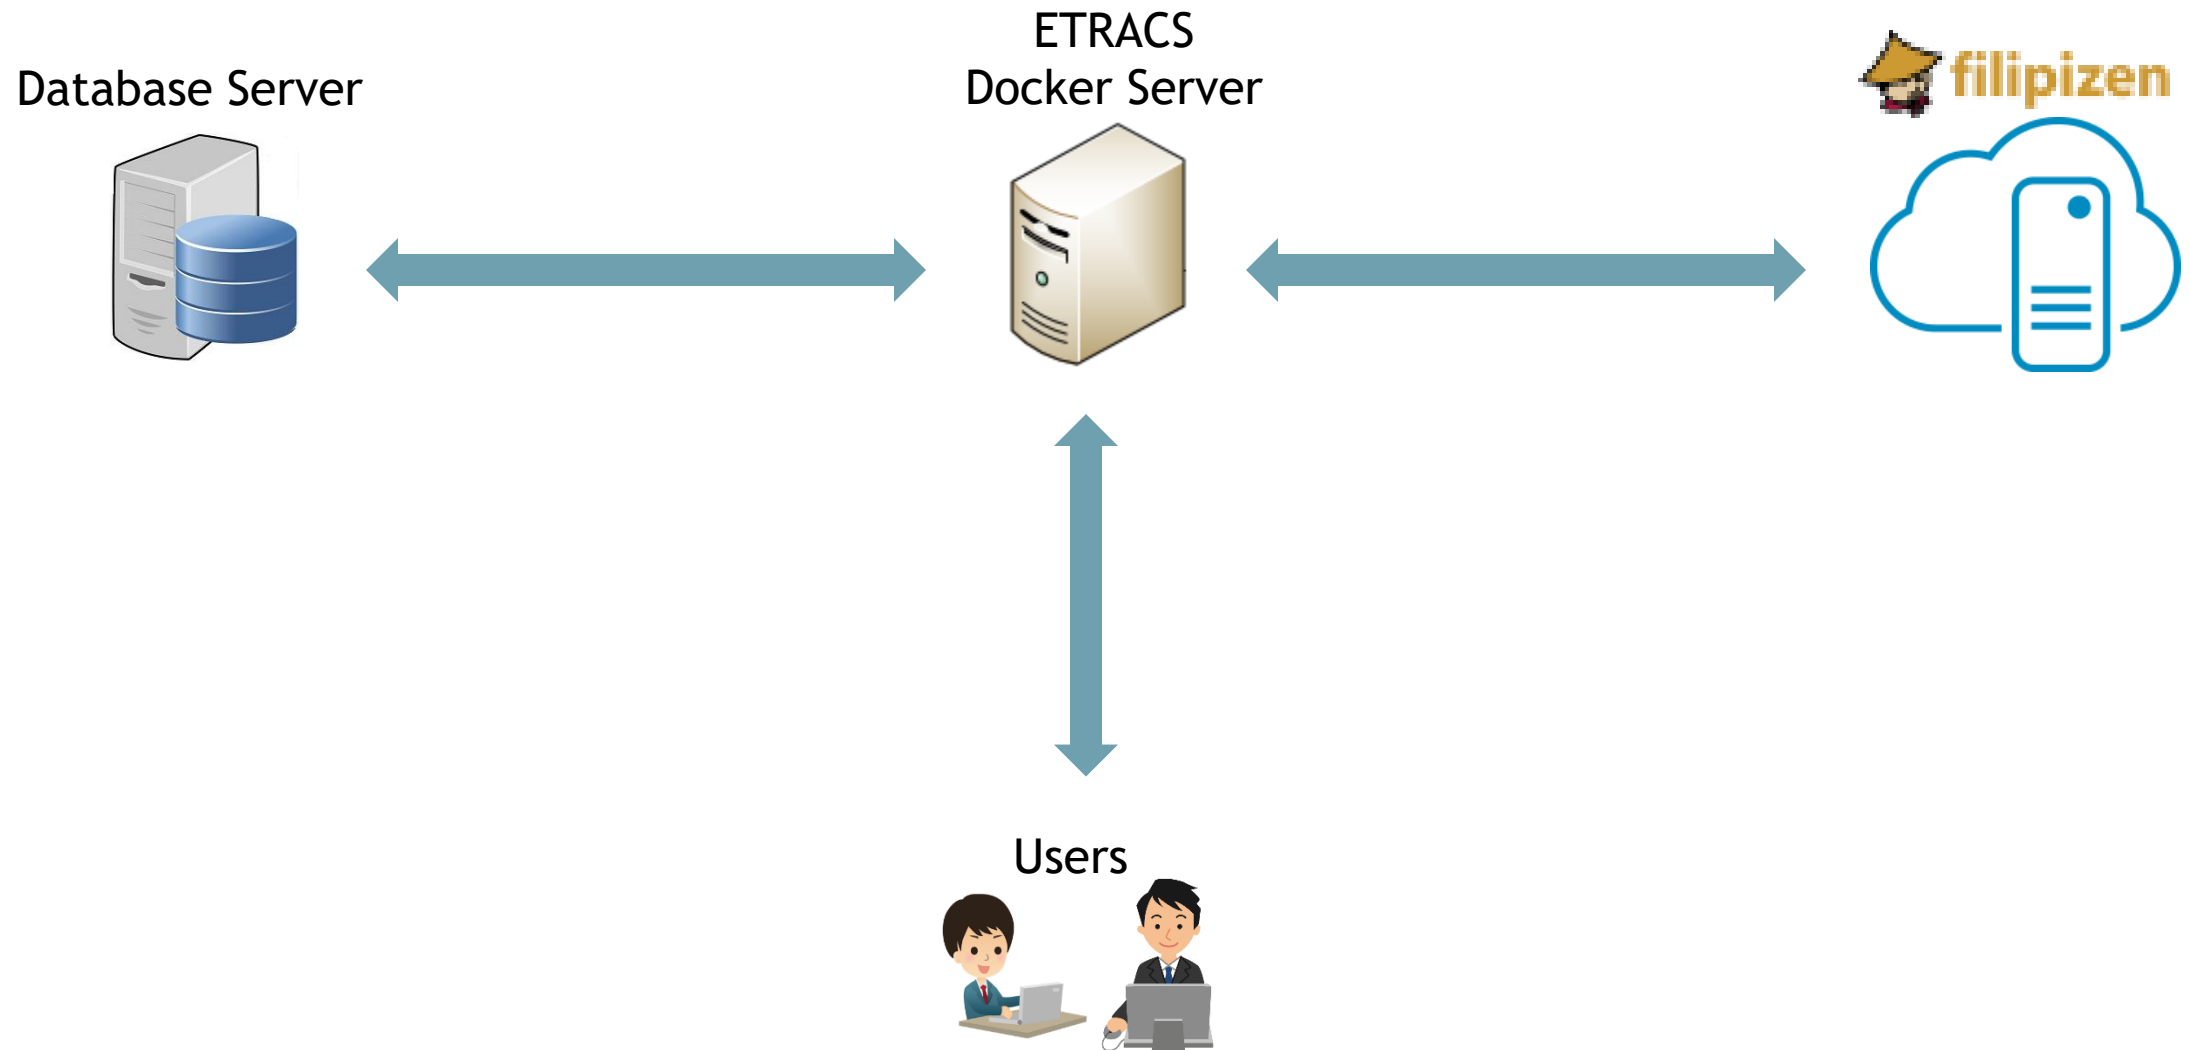 ETRACS
Docker Server
Database Server
filipizen
Users